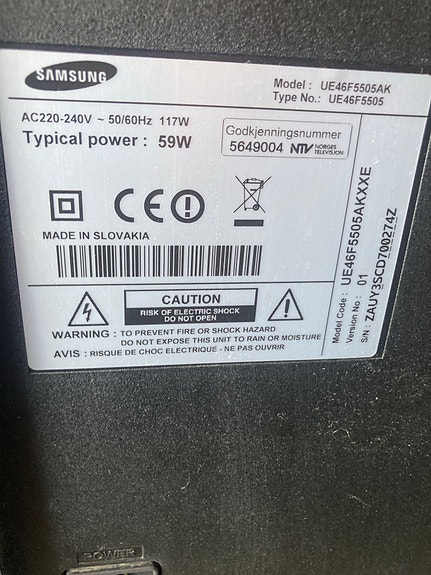 SAMSUNG
Model : UE46F5505AK
Type No.: UE46F5505
AC220-240V ~ 50/60Hz 117W
Typical power : 59W
Godkjenningsnummer
5649004 NTV NORGES TELEVISJON
MADE IN SLOVAKIA
CAUTION
RISK OF ELECTRIC SHOCK
DO NOT OPEN
WARNING : TO PREVENT FIRE OR SHOCK HAZARD
DO NOT EXPOSE THIS UNIT TO RAIN OR MOISTURE
AVIS : RISQUE DE CHOC ELECTRIQUE - NE PAS OUVRIR
Model Code : UE46F5505AKXXE
Version No : 01
S/N : ZAUY3SCD700274Z
POWER